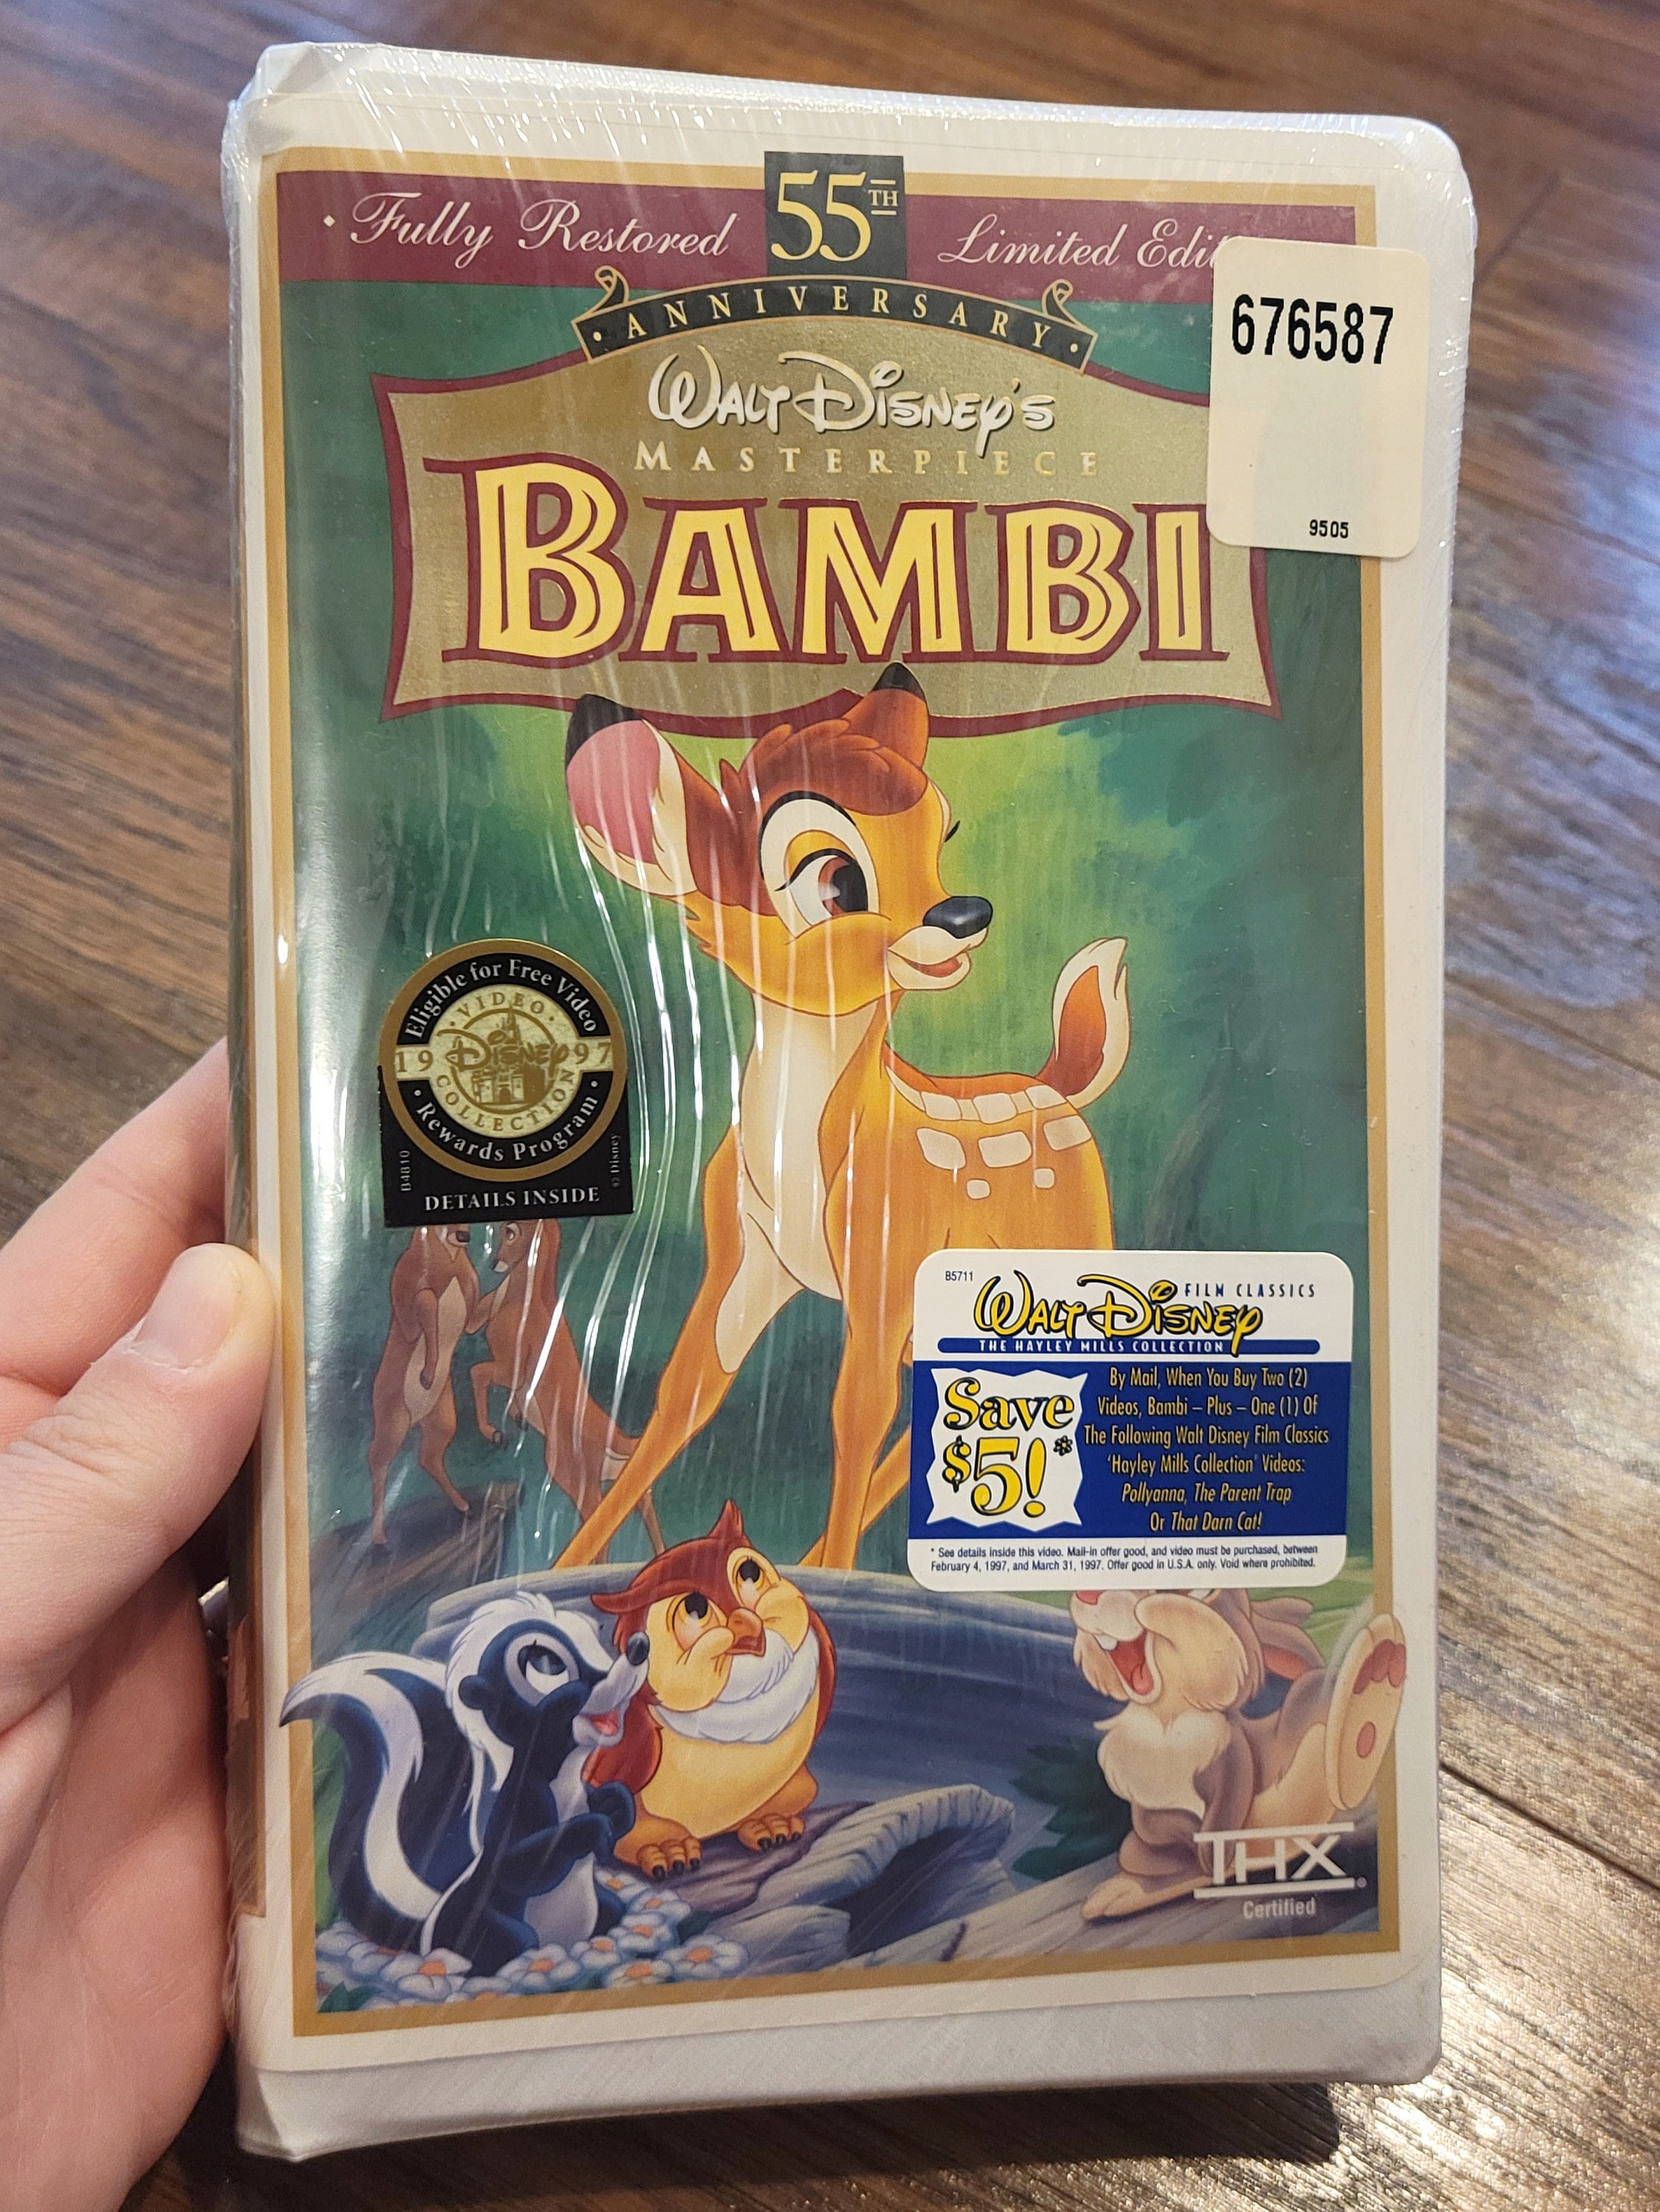 55TH
Fully Restored
Limited Edit
ANNIVERSARY
676587
9505
WALT DISNEY'S
MASTERPIECE
BAMBI
Eligible for Free Video
VIDEO
19 DISNEY 97
COLLECTION
• Rewards Program •
B4810
© Disney
DETAILS INSIDE
B5711
WALT DISNEY FILM CLASSICS
THE HAYLEY MILLS COLLECTION
Save
$5!*
By Mail, When You Buy Two (2)
Videos, Bambi – Plus – One (1) Of
The Following Walt Disney Film Classics
'Hayley Mills Collection' Videos:
Pollyanna, The Parent Trap
Or That Darn Cat!
* See details inside this video. Mail-in offer good, and video must be purchased, between
February 4, 1997, and March 31, 1997. Offer good in U.S.A. only. Void where prohibited.
THX
Certified